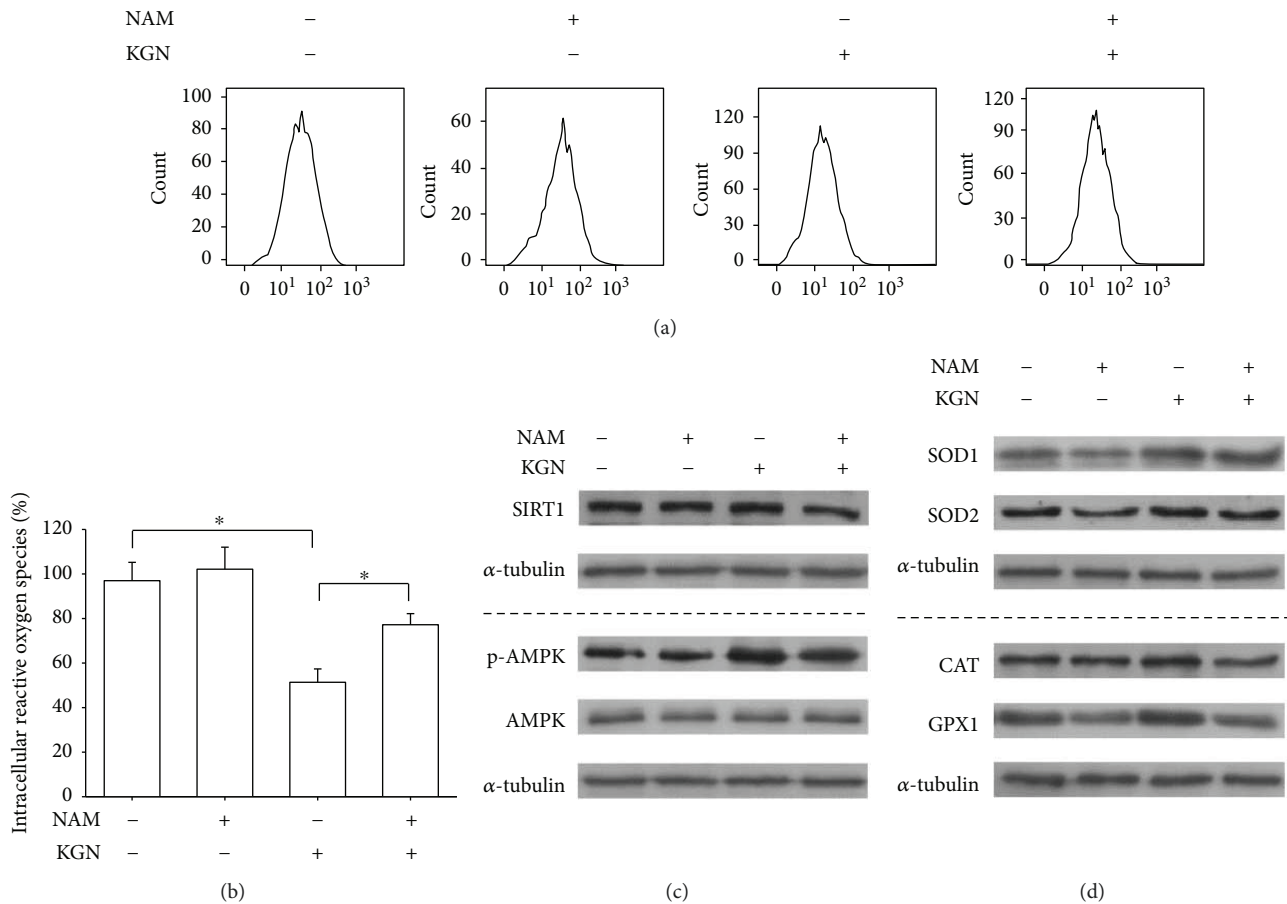 NAM − + − +
KGN − − + +
100
80
60
40
20
0
Count
0 10¹ 10² 10³
60
40
20
0
Count
0 10¹ 10² 10³
120
90
60
30
0
Count
0 10¹ 10² 10³
120
90
60
30
0
Count
0 10¹ 10² 10³
(a)
Intracellular reactive oxygen species (%)
120
100
80
60
40
20
0
*
*
NAM − + − +
KGN − − + +
(b)
NAM − + − +
KGN − − + +
SIRT1
α-tubulin
p-AMPK
AMPK
α-tubulin
(c)
NAM − + − +
KGN − − + +
SOD1
SOD2
α-tubulin
CAT
GPX1
α-tubulin
(d)